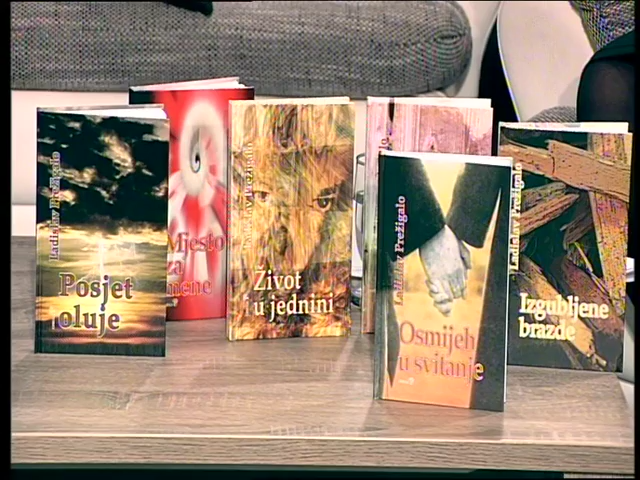 Ladislav Prežigalo
Posjet
oluje
Mjesto
za
mene
Život
u jednini
Ladislav Prežigalo
Osmijeh
u svitanje
Ladislav Prežigalo
Izgubljene
brazde